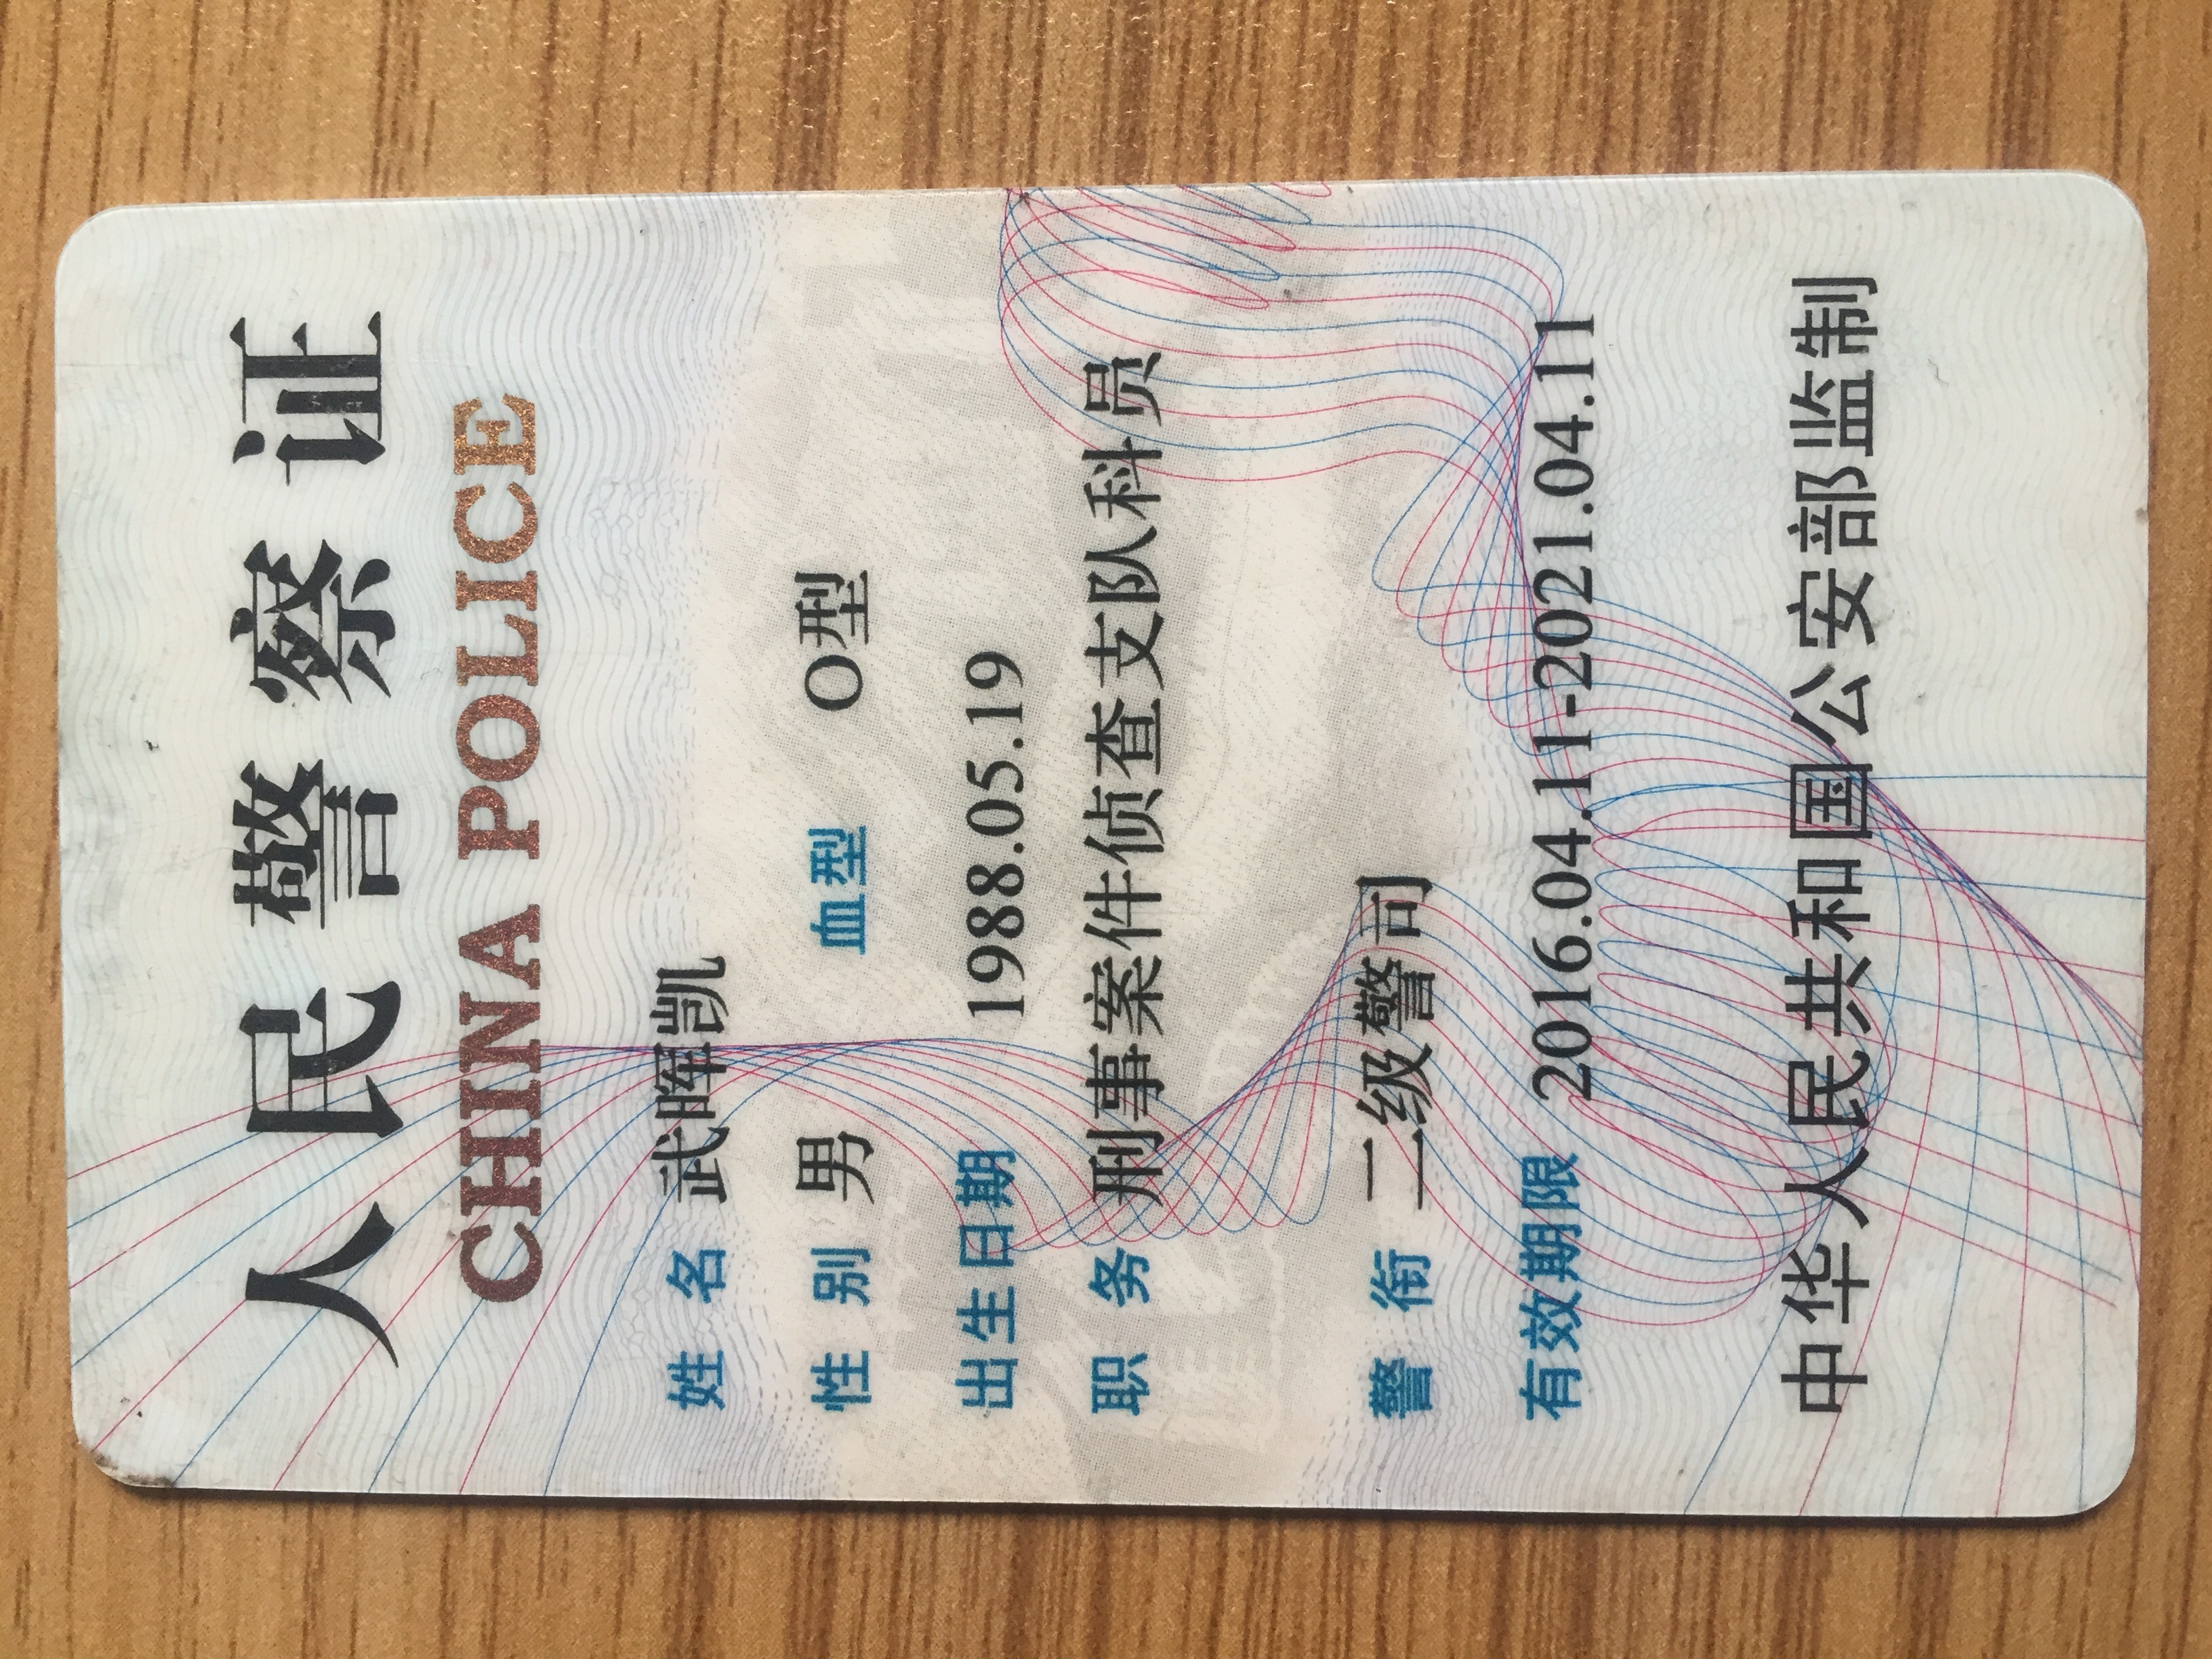 人民警察证
CHINA POLICE
姓名 武晖凯
性别 男 血型 O型
出生日期 1988.05.19
职务 刑事案件侦查支队科员
警衔 二级警司
有效期限 2016.04.11-2021.04.11
中华人民共和国公安部监制